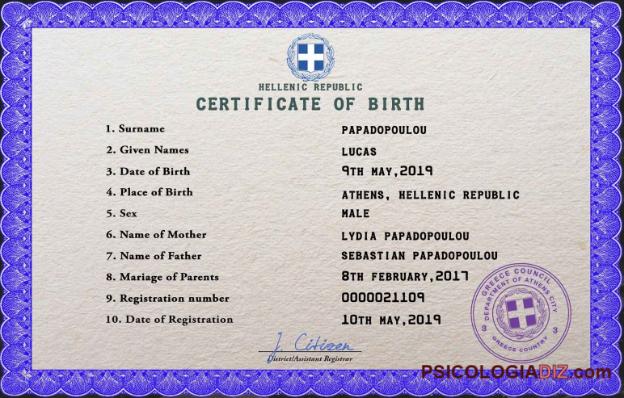 HELLENIC REPUBLIC
CERTIFICATE OF BIRTH
1. Surname PAPADOPOULOU
2. Given Names LUCAS
3. Date of Birth 9TH MAY,2019
4. Place of Birth ATHENS, HELLENIC REPUBLIC
5. Sex MALE
6. Name of Mother LYDIA PAPADOPOULOU
7. Name of Father SEBASTIAN PAPADOPOULOU
8. Mariage of Parents 8TH FEBRUARY,2017
9. Registration number 0000021109
10. Date of Registration 10TH MAY,2019
GREECE COUNCIL
DEPARTMENT OF ATHENS CITY
3 3
GREECE COUNTRY
J. Citizen
District/Assistant Registrar
PSICOLOGIADIZ.com